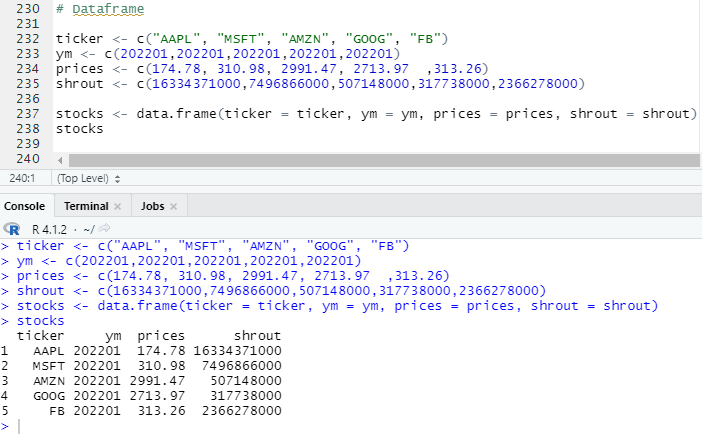 230 # Dataframe
231
232 ticker <- c("AAPL", "MSFT", "AMZN", "GOOG", "FB")
233 ym <- c(202201,202201,202201,202201,202201)
234 prices <- c(174.78, 310.98, 2991.47, 2713.97  ,313.26)
235 shrout <- c(16334371000,7496866000,507148000,317738000,2366278000)
236
237 stocks <- data.frame(ticker = ticker, ym = ym, prices = prices, shrout = shrout)
238 stocks
239
240
240:1 (Top Level)
Console Terminal Jobs
R R 4.1.2 · ~/
> ticker <- c("AAPL", "MSFT", "AMZN", "GOOG", "FB")
> ym <- c(202201,202201,202201,202201,202201)
> prices <- c(174.78, 310.98, 2991.47, 2713.97  ,313.26)
> shrout <- c(16334371000,7496866000,507148000,317738000,2366278000)
> stocks <- data.frame(ticker = ticker, ym = ym, prices = prices, shrout = shrout)
> stocks
  ticker     ym  prices      shrout
1   AAPL 202201  174.78 16334371000
2   MSFT 202201  310.98  7496866000
3   AMZN 202201 2991.47   507148000
4   GOOG 202201 2713.97   317738000
5     FB 202201  313.26  2366278000
>